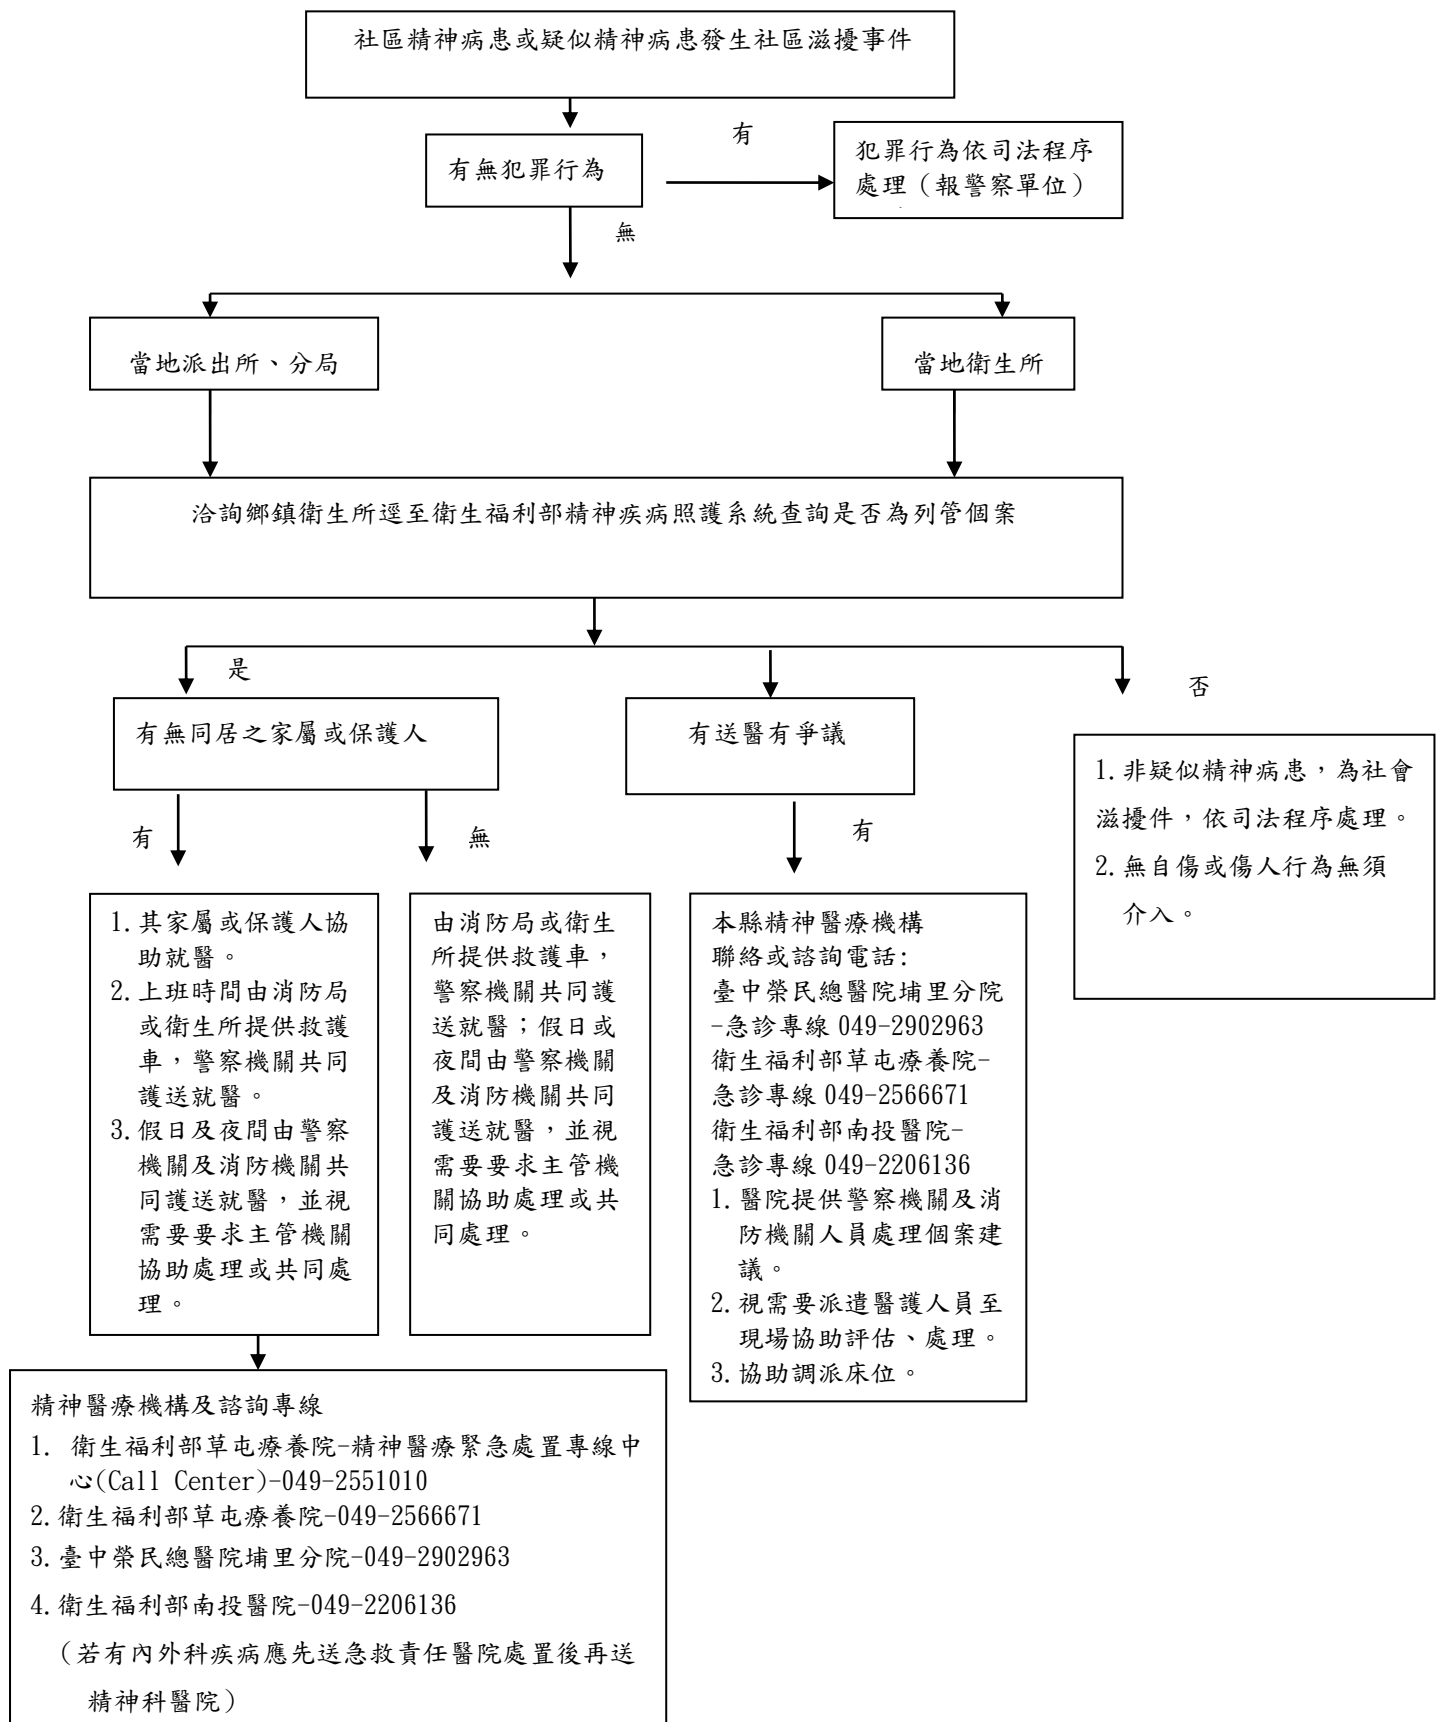 社區精神病患或疑似精神病患發生社區滋擾事件
有無犯罪行為
有
犯罪行為依司法程序
處理（報警察單位）
無
當地派出所、分局
當地衛生所
洽詢鄉鎮衛生所逕至衛生福利部精神疾病照護系統查詢是否為列管個案
是
否
有無同居之家屬或保護人
有送醫有爭議
1.非疑似精神病患，為社會
滋擾件，依司法程序處理。
2.無自傷或傷人行為無須
介入。
有
無
有
1.其家屬或保護人協
助就醫。
2.上班時間由消防局
或衛生所提供救護
車，警察機關共同
護送就醫。
3.假日及夜間由警察
機關及消防機關共
同護送就醫，並視
需要要求主管機關
協助處理或共同處
理。
由消防局或衛生
所提供救護車，
警察機關共同護
送就醫；假日或
夜間由警察機關
及消防機關共同
護送就醫，並視
需要要求主管機
關協助處理或共
同處理。
本縣精神醫療機構
聯絡或諮詢電話:
臺中榮民總醫院埔里分院
-急診專線 049-2902963
衛生福利部草屯療養院-
急診專線 049-2566671
衛生福利部南投醫院-
急診專線 049-2206136
1.醫院提供警察機關及消
防機關人員處理個案建
議。
2.視需要派遣醫護人員至
現場協助評估、處理。
3.協助調派床位。
精神醫療機構及諮詢專線
1. 衛生福利部草屯療養院-精神醫療緊急處置專線中
心(Call Center)-049-2551010
2.衛生福利部草屯療養院-049-2566671
3.臺中榮民總醫院埔里分院-049-2902963
4.衛生福利部南投醫院-049-2206136
（若有內外科疾病應先送急救責任醫院處置後再送
精神科醫院）